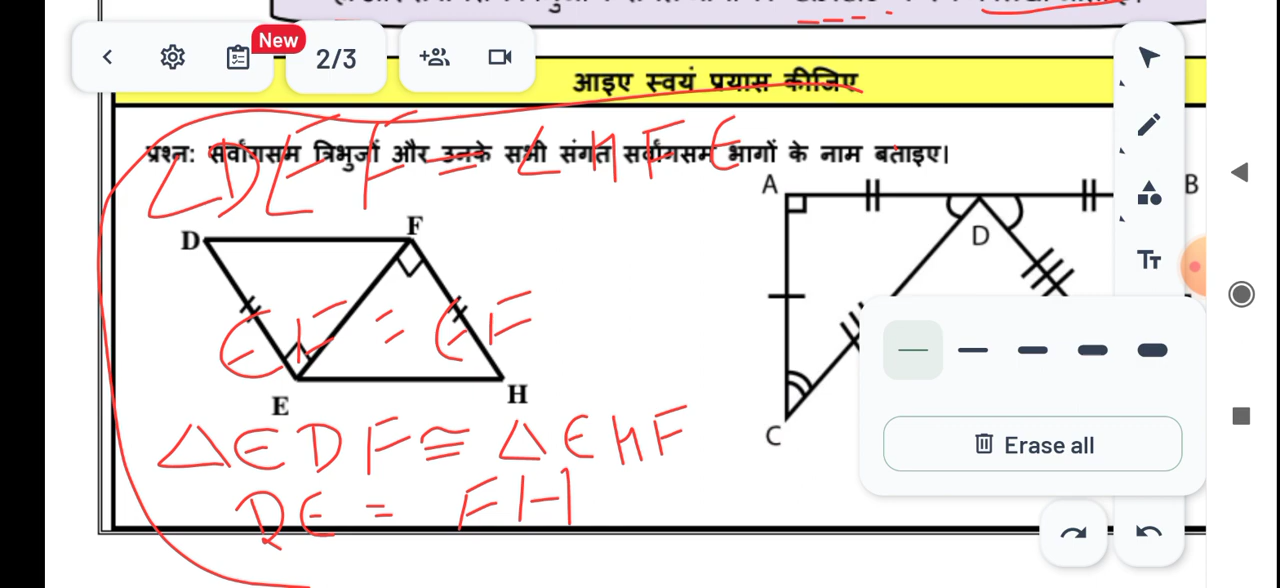 New
2/3
आइए स्वयं प्रयास कीजिए
प्रश्न: सर्वांगसम त्रिभुजों और उनके सभी संगत सर्वांगसम भागों के नाम बताइए।
∠DEF = ∠HFE
A
B
D
F
D
EF = EF
E
H
C
△EDF ≅ △EHF
DE = FH
Tт
Erase all